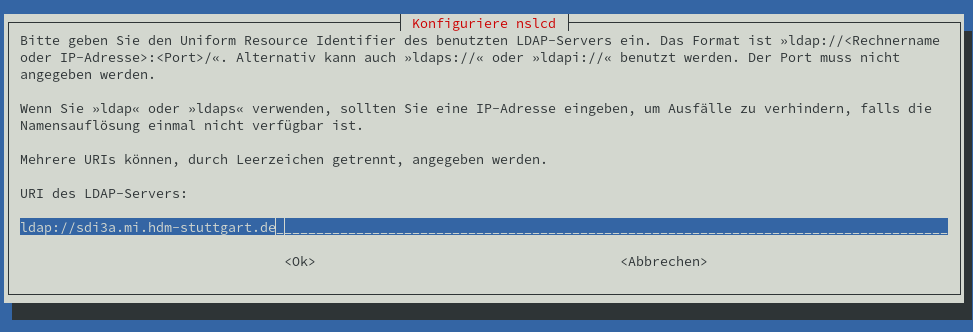 Konfiguriere nslcd
Bitte geben Sie den Uniform Resource Identifier des benutzten LDAP-Servers ein. Das Format ist »ldap://<Rechnername
oder IP-Adresse>:<Port>/«. Alternativ kann auch »ldaps://« oder »ldapi://« benutzt werden. Der Port muss nicht
angegeben werden.
Wenn Sie »ldap« oder »ldaps« verwenden, sollten Sie eine IP-Adresse eingeben, um Ausfälle zu verhindern, falls die
Namensauflösung einmal nicht verfügbar ist.
Mehrere URIs können, durch Leerzeichen getrennt, angegeben werden.
URI des LDAP-Servers:
ldap://sdi3a.mi.hdm-stuttgart.de
<Ok> <Abbrechen>